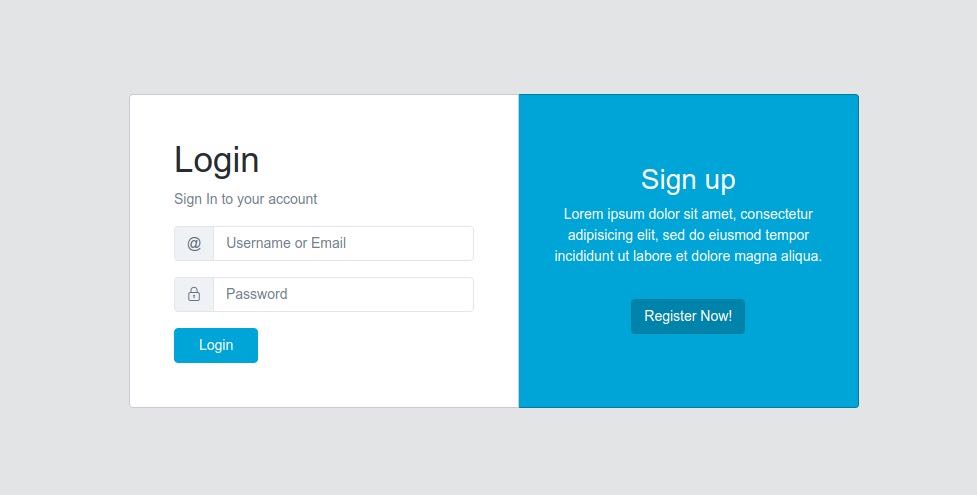 Login
Sign In to your account
@
Username or Email
Password
Login
Sign up
Lorem ipsum dolor sit amet, consectetur
adipisicing elit, sed do eiusmod tempor
incididunt ut labore et dolore magna aliqua.
Register Now!